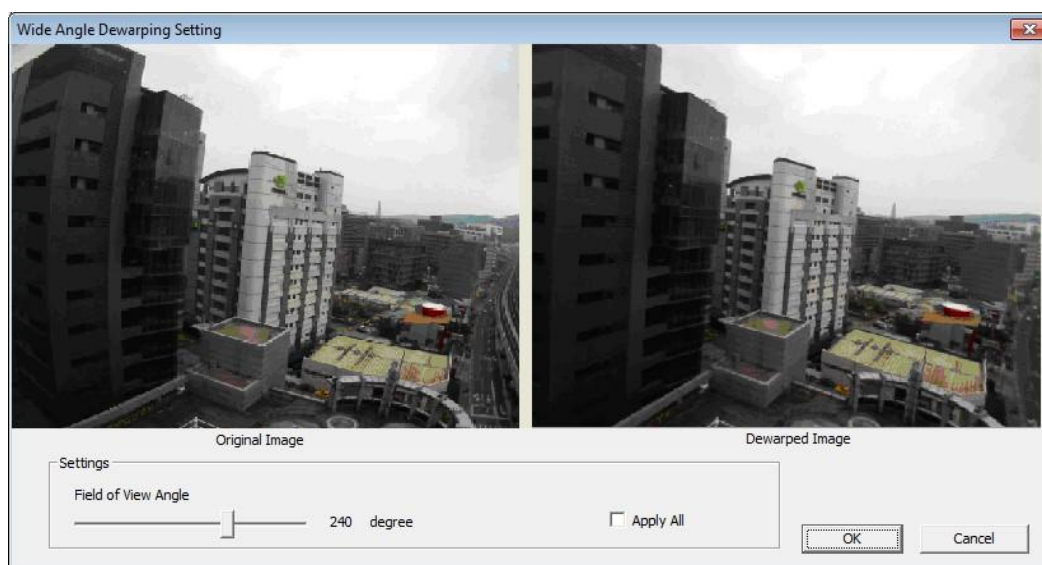 Wide Angle Dewarping Setting
Original Image
Dewarped Image
Settings
Field of View Angle
240 degree
Apply All
OK
Cancel